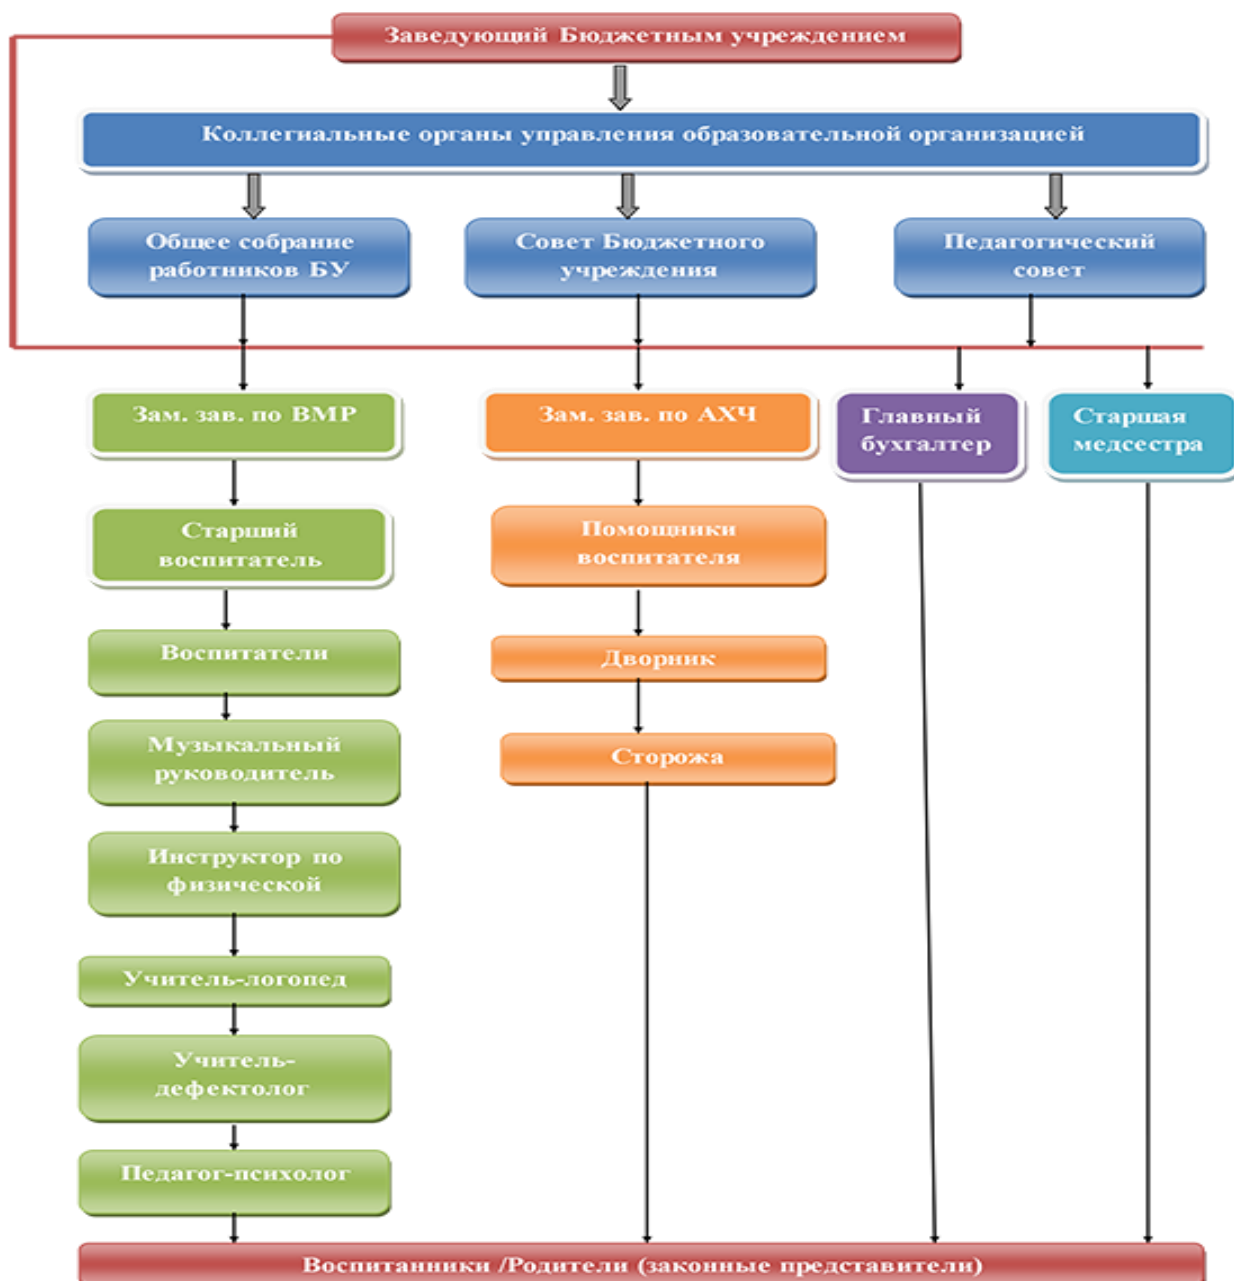 Заведующий Бюджетным учреждением
Коллегиальные органы управления образовательной организацией
Общее собрание
работников БУ
Совет Бюджетного
учреждения
Педагогический
совет
Зам. зав. по ВМР
Зам. зав. по АХЧ
Главный
бухгалтер
Старшая
медсестра
Старший
воспитатель
Помощники
воспитателя
Воспитатели
Дворник
Музыкальный
руководитель
Сторожа
Инструктор по
физической
Учитель-логопед
Учитель-
дефектолог
Педагог-психолог
Воспитанники /Родители (законные представители)